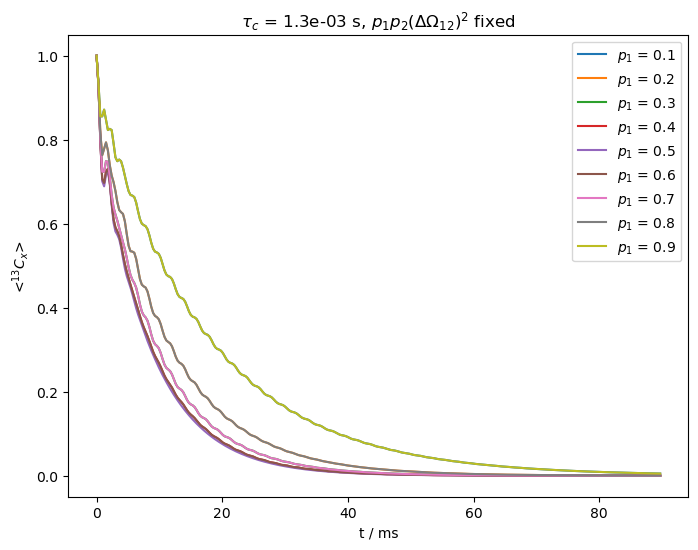 τc = 1.3e-03 s, p1p2(ΔΩ12)² fixed
1.0
0.8
0.6
0.4
0.2
0.0
<¹³Cx>
0
20
40
60
80
t / ms
p1 = 0.1
p1 = 0.2
p1 = 0.3
p1 = 0.4
p1 = 0.5
p1 = 0.6
p1 = 0.7
p1 = 0.8
p1 = 0.9